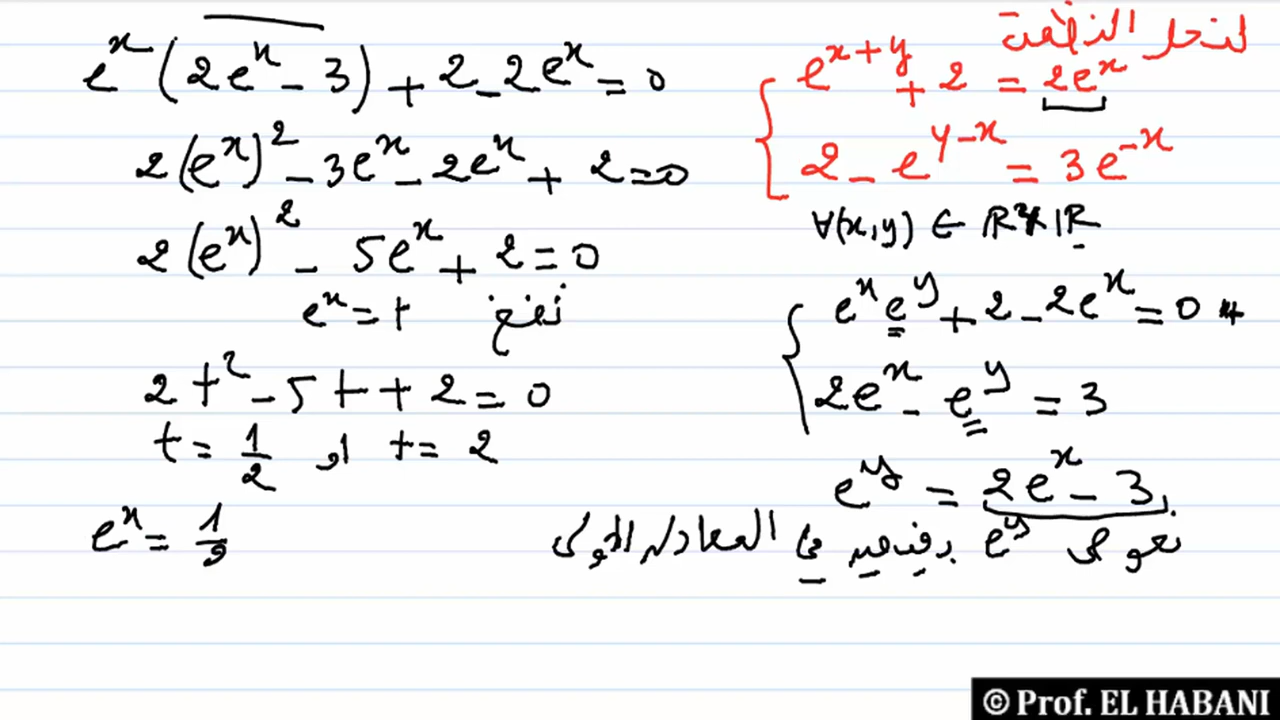 لنحل النظمة
e^{x+y} + 2 = 2e^x
2 - e^{y-x} = 3e^{-x}
∀(x,y) ∈ ℝ×ℝ
e^x e^y + 2 - 2e^x = 0 *
2e^x - e^y = 3
e^y = 2e^x - 3
نعوض e^y بقيمته في المعادلة الأولى
e^x (2e^x - 3) + 2 - 2e^x = 0
2(e^x)^2 - 3e^x - 2e^x + 2 = 0
2(e^x)^2 - 5e^x + 2 = 0
e^x = t نضع
2t^2 - 5t + 2 = 0
t = 1/2 او t = 2
e^x = 1/2
© Prof. EL HABANI